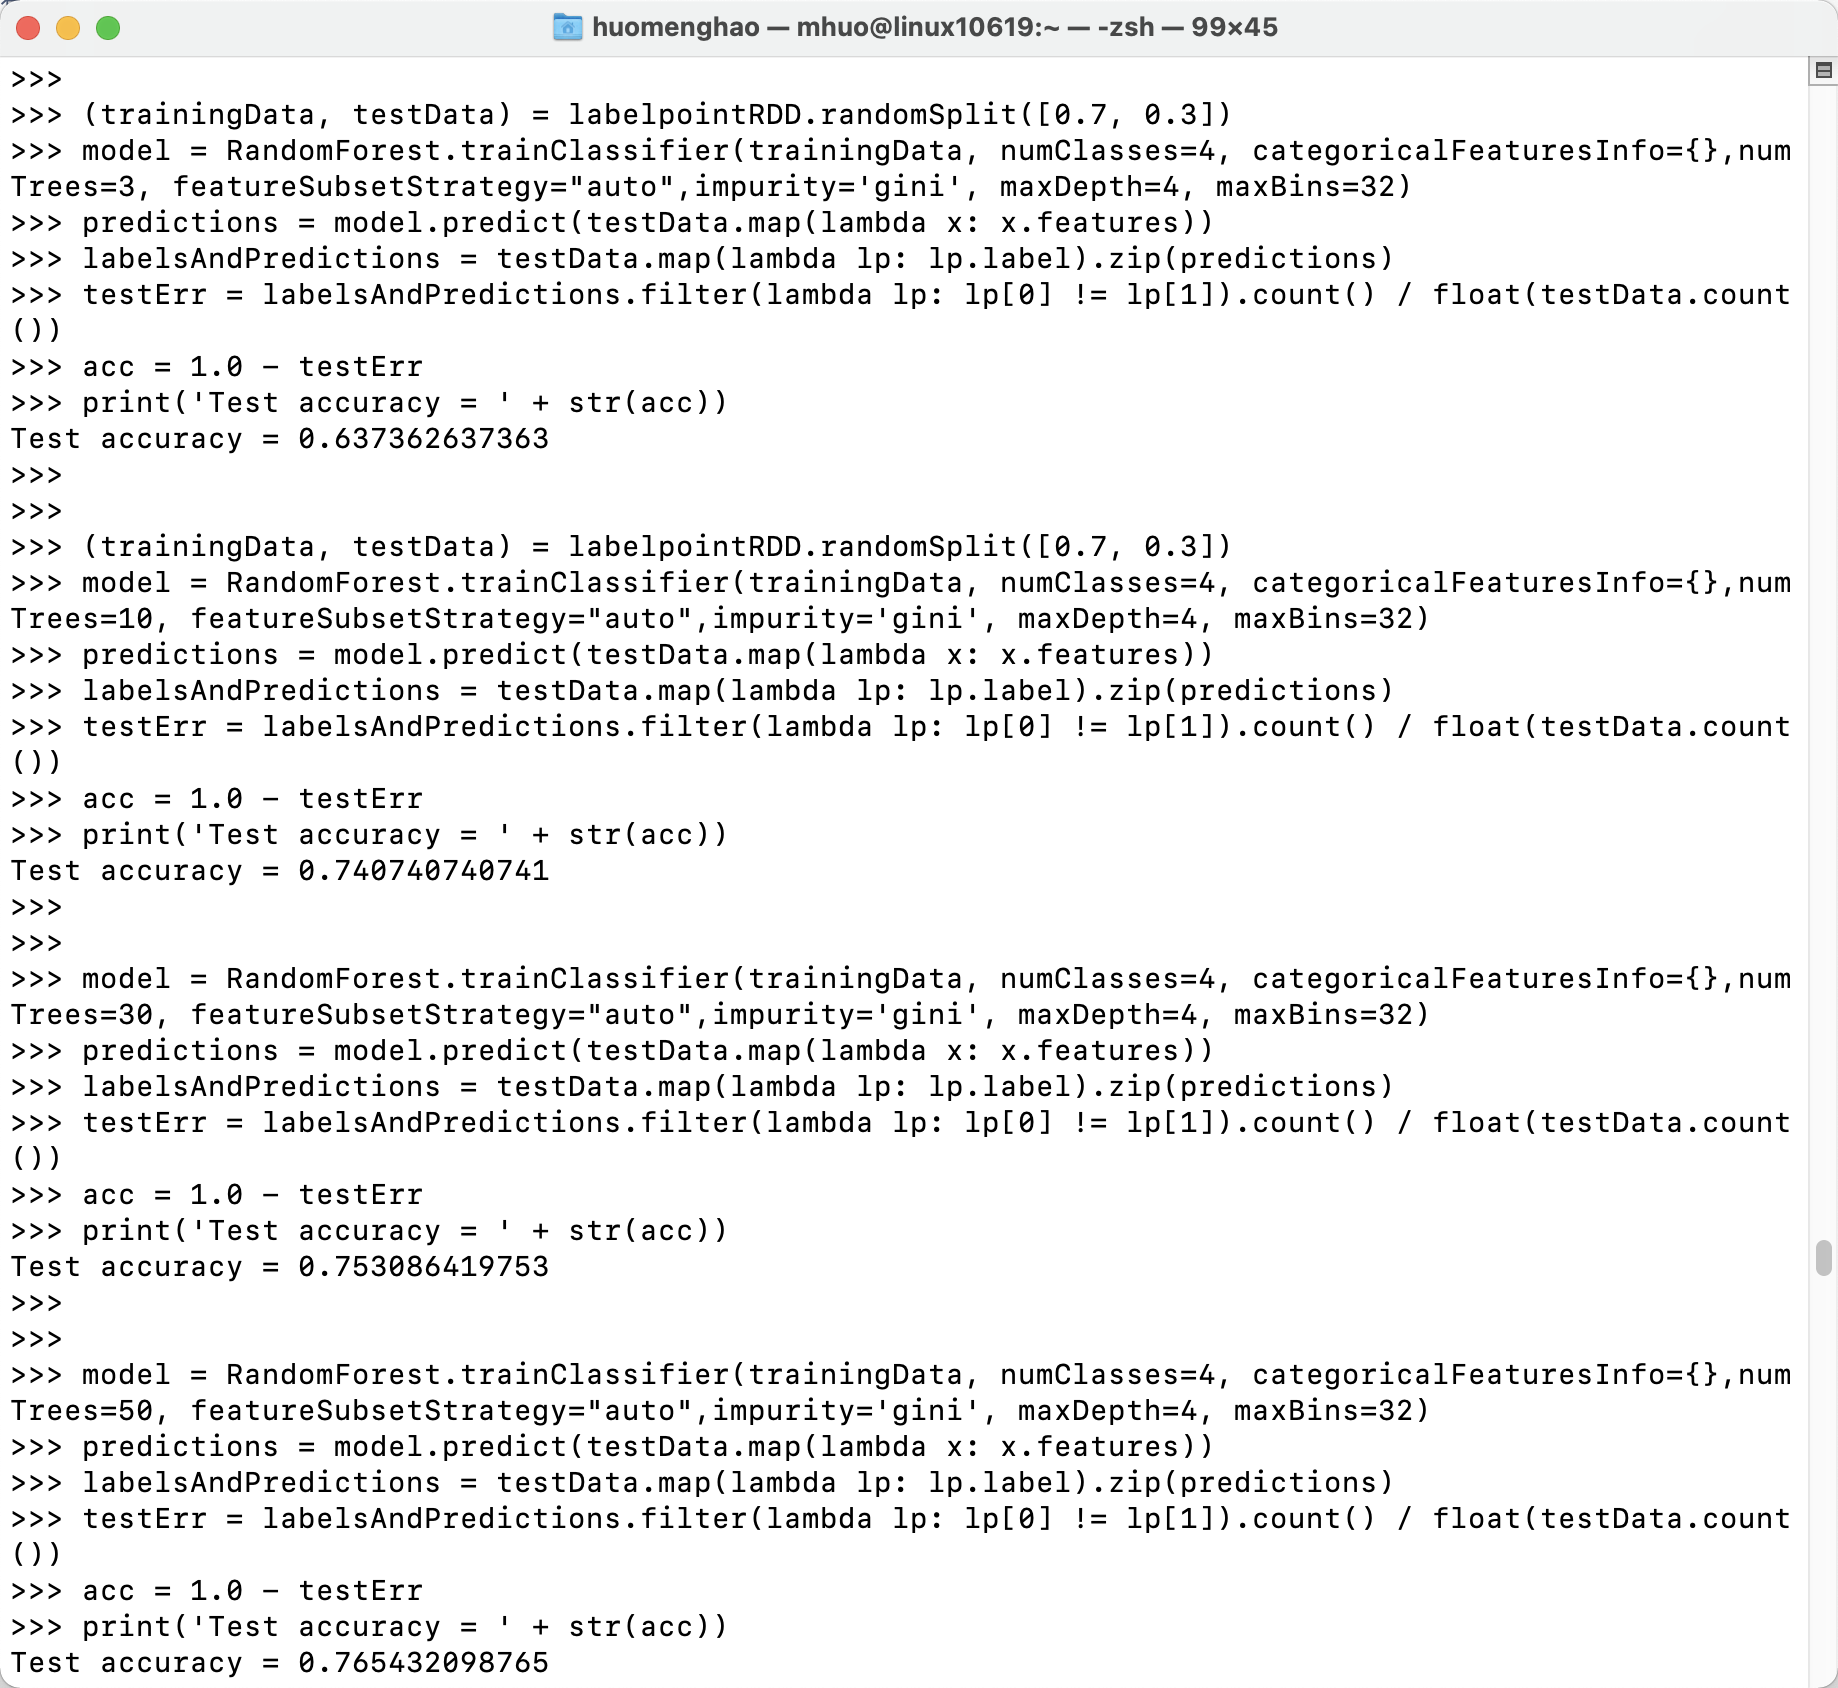 huomenghao — mhuo@linux10619:~ — -zsh — 99×45
>>>
>>> (trainingData, testData) = labelpointRDD.randomSplit([0.7, 0.3])
>>> model = RandomForest.trainClassifier(trainingData, numClasses=4, categoricalFeaturesInfo={},num
Trees=3, featureSubsetStrategy="auto",impurity='gini', maxDepth=4, maxBins=32)
>>> predictions = model.predict(testData.map(lambda x: x.features))
>>> labelsAndPredictions = testData.map(lambda lp: lp.label).zip(predictions)
>>> testErr = labelsAndPredictions.filter(lambda lp: lp[0] != lp[1]).count() / float(testData.count
())
>>> acc = 1.0 - testErr
>>> print('Test accuracy = ' + str(acc))
Test accuracy = 0.637362637363
>>>
>>>
>>> (trainingData, testData) = labelpointRDD.randomSplit([0.7, 0.3])
>>> model = RandomForest.trainClassifier(trainingData, numClasses=4, categoricalFeaturesInfo={},num
Trees=10, featureSubsetStrategy="auto",impurity='gini', maxDepth=4, maxBins=32)
>>> predictions = model.predict(testData.map(lambda x: x.features))
>>> labelsAndPredictions = testData.map(lambda lp: lp.label).zip(predictions)
>>> testErr = labelsAndPredictions.filter(lambda lp: lp[0] != lp[1]).count() / float(testData.count
())
>>> acc = 1.0 - testErr
>>> print('Test accuracy = ' + str(acc))
Test accuracy = 0.740740740741
>>>
>>>
>>> model = RandomForest.trainClassifier(trainingData, numClasses=4, categoricalFeaturesInfo={},num
Trees=30, featureSubsetStrategy="auto",impurity='gini', maxDepth=4, maxBins=32)
>>> predictions = model.predict(testData.map(lambda x: x.features))
>>> labelsAndPredictions = testData.map(lambda lp: lp.label).zip(predictions)
>>> testErr = labelsAndPredictions.filter(lambda lp: lp[0] != lp[1]).count() / float(testData.count
())
>>> acc = 1.0 - testErr
>>> print('Test accuracy = ' + str(acc))
Test accuracy = 0.753086419753
>>>
>>>
>>> model = RandomForest.trainClassifier(trainingData, numClasses=4, categoricalFeaturesInfo={},num
Trees=50, featureSubsetStrategy="auto",impurity='gini', maxDepth=4, maxBins=32)
>>> predictions = model.predict(testData.map(lambda x: x.features))
>>> labelsAndPredictions = testData.map(lambda lp: lp.label).zip(predictions)
>>> testErr = labelsAndPredictions.filter(lambda lp: lp[0] != lp[1]).count() / float(testData.count
())
>>> acc = 1.0 - testErr
>>> print('Test accuracy = ' + str(acc))
Test accuracy = 0.765432098765